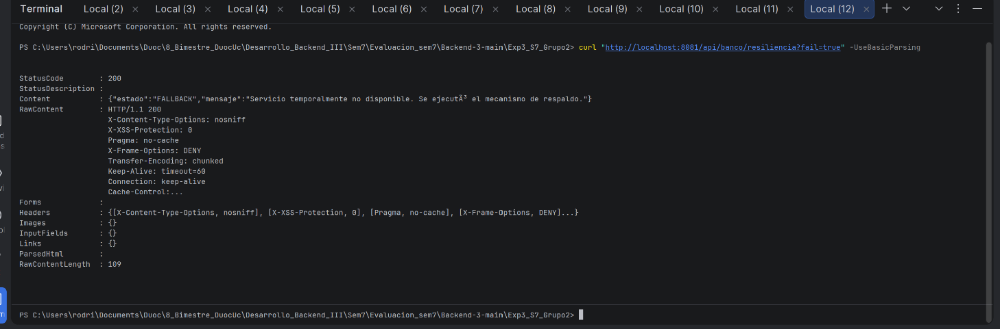 Terminal Local (2) × Local (3) × Local (4) × Local (5) × Local (6) × Local (7) × Local (8) × Local (9) × Local (10) × Local (11) × Local (12) ×
Copyright (C) Microsoft Corporation. All rights reserved.
PS C:\Users\rodri\Documents\Duoc\8_Bimestre_DuocUc\Desarrollo_Backend_III\Sem7\Evaluacion_sem7\Backend-3-main\Exp3_S7_Grupo2> curl "http://localhost:8081/api/banco/resiliencia?fail=true" -UseBasicParsing
StatusCode : 200
StatusDescription :
Content : {"estado":"FALLBACK","mensaje":"Servicio temporalmente no disponible. Se ejecutÃ³ el mecanismo de respaldo."}
RawContent : HTTP/1.1 200
X-Content-Type-Options: nosniff
X-XSS-Protection: 0
Pragma: no-cache
X-Frame-Options: DENY
Transfer-Encoding: chunked
Keep-Alive: timeout=60
Connection: keep-alive
Cache-Control:...
Forms :
Headers : {[X-Content-Type-Options, nosniff], [X-XSS-Protection, 0], [Pragma, no-cache], [X-Frame-Options, DENY]...}
Images : {}
InputFields : {}
Links : {}
ParsedHtml :
RawContentLength : 109
PS C:\Users\rodri\Documents\Duoc\8_Bimestre_DuocUc\Desarrollo_Backend_III\Sem7\Evaluacion_sem7\Backend-3-main\Exp3_S7_Grupo2>